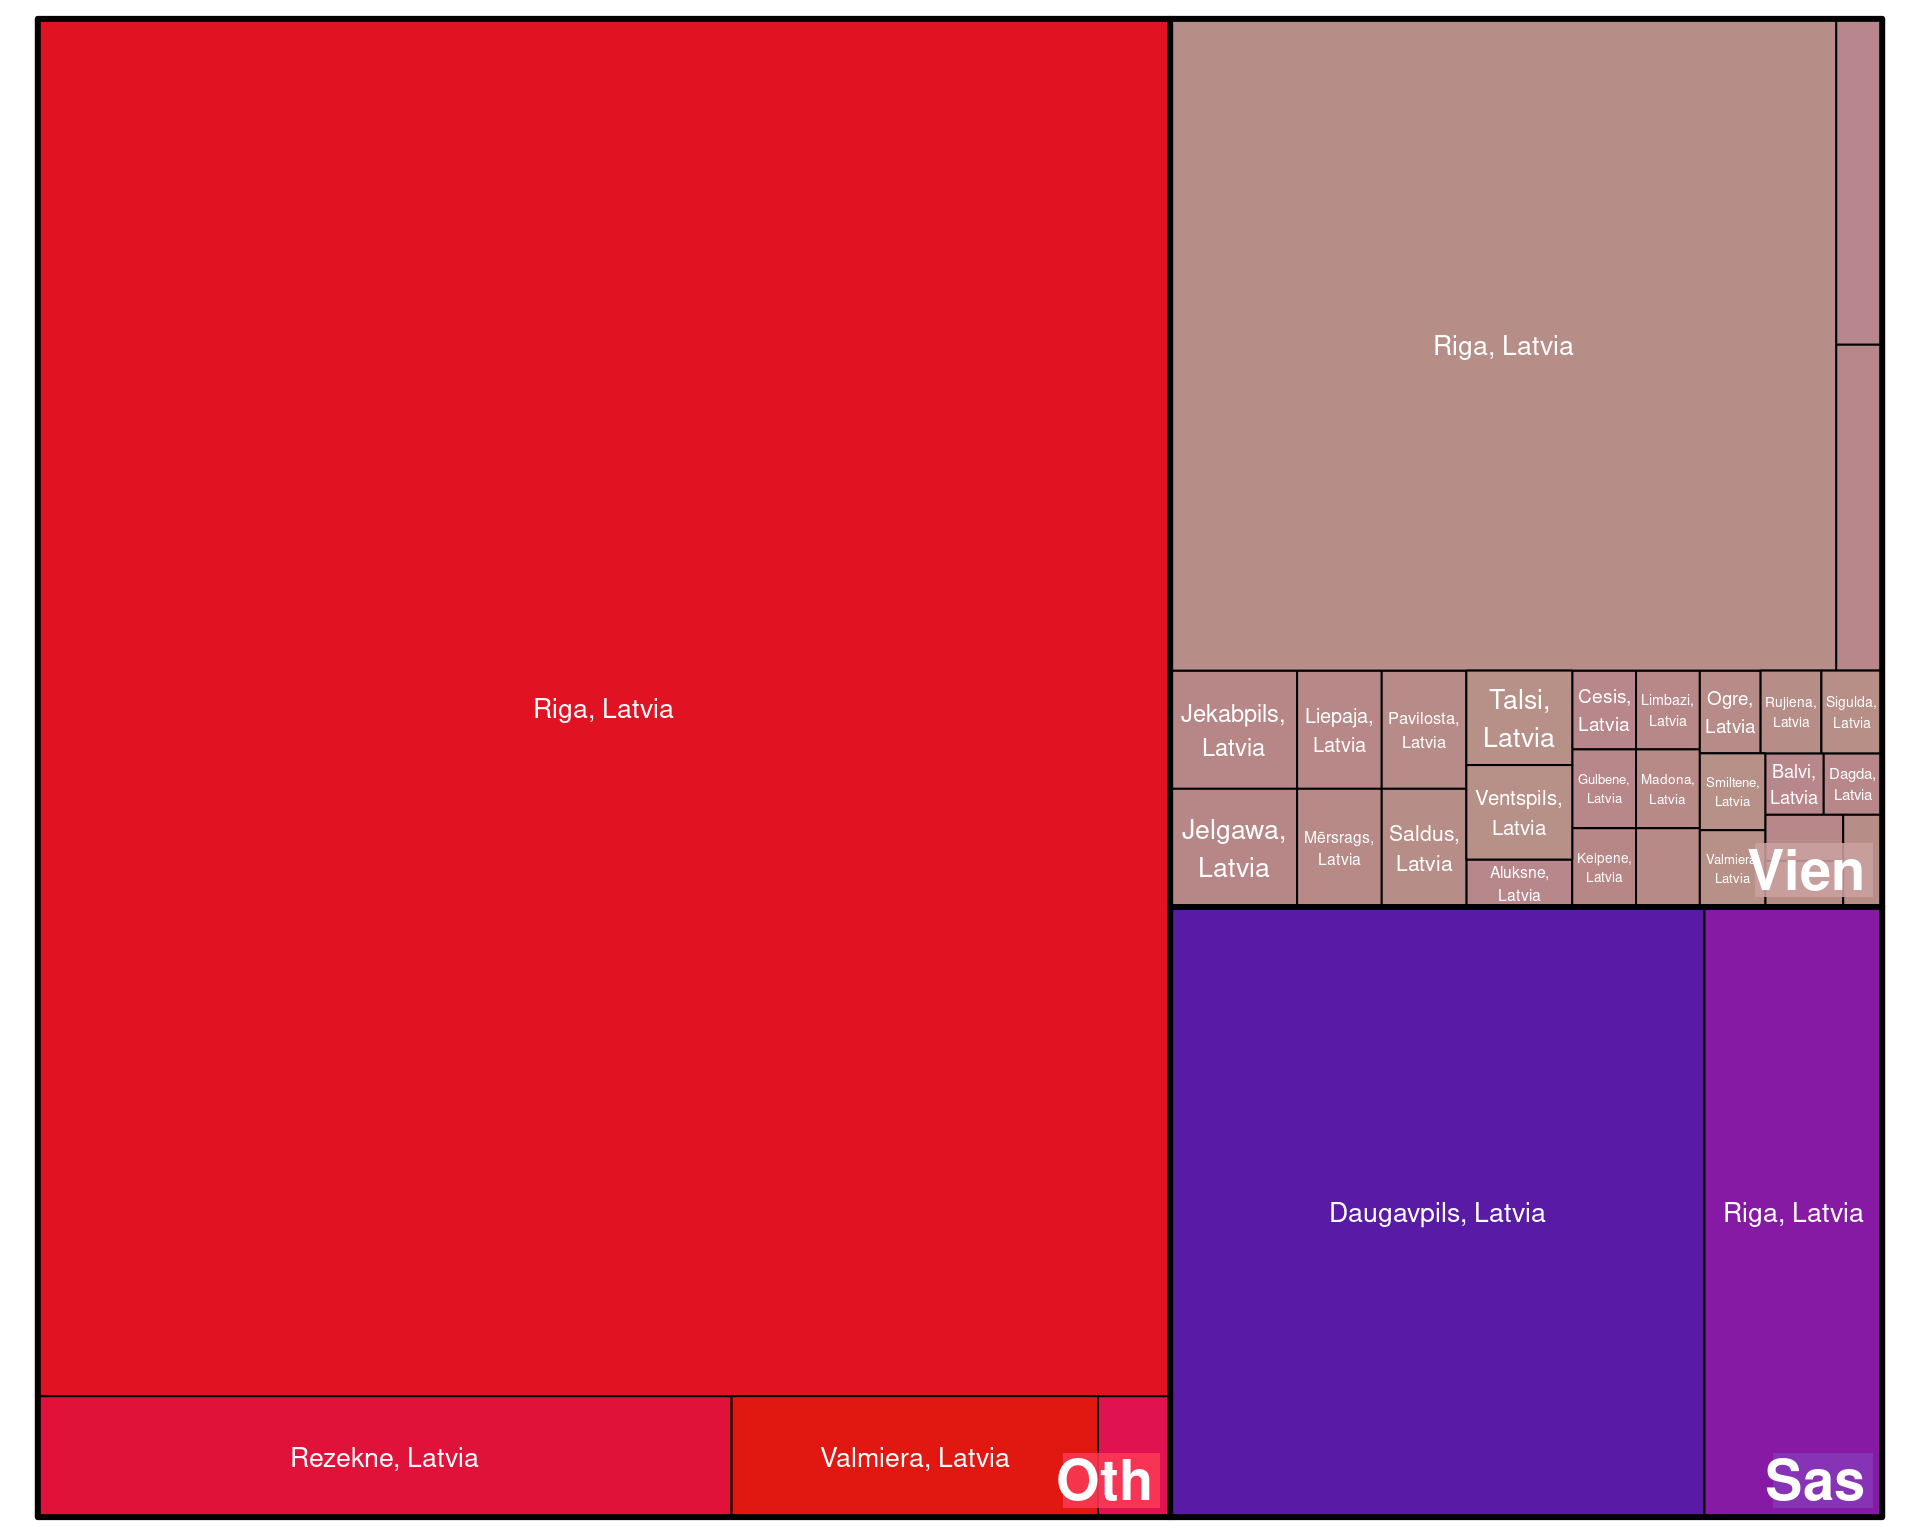 Riga, Latvia
Rezekne, Latvia
Valmiera, Latvia
Oth
Riga, Latvia
Jekabpils,
Latvia
Jelgawa,
Latvia
Liepaja,
Latvia
Mērsrags,
Latvia
Pavilosta,
Latvia
Saldus,
Latvia
Talsi,
Latvia
Ventspils,
Latvia
Aluksne,
Latvia
Cesis,
Latvia
Gulbene,
Latvia
Keipene,
Latvia
Limbazi,
Latvia
Madona,
Latvia
Ogre,
Latvia
Rujiena,
Latvia
Sigulda,
Latvia
Smiltene,
Latvia
Valmiera,
Latvia
Balvi,
Latvia
Dagda,
Latvia
Vien
Daugavpils, Latvia
Riga, Latvia
Sas